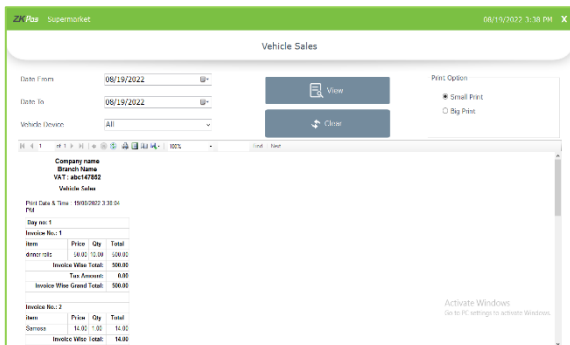 ZKPos Supermarket 08/19/2022 3:38 PM X
Vehicle Sales
Date From 08/19/2022
Date To 08/19/2022
Vehicle Device All
View
Clear
Print Option
Small Print
Big Print
1 of 1 100% Find Next
Company name
Branch Name
VAT : abc147852
Vehicle Sales
Print Date & Time : 19/08/2022 3:38:04
PM
Day no: 1
Invoice No.: 1
Item Price Qty Total
dinner rolls 50.00 10.00 500.00
Invoice Wise Total: 500.00
Tax Amount: 0.00
Invoice Wise Grand Total: 500.00
Invoice No.: 2
Item Price Qty Total
Samosa 14.00 1.00 14.00
Invoice Wise Total: 14.00
Activate Windows
Go to PC settings to activate Windows.